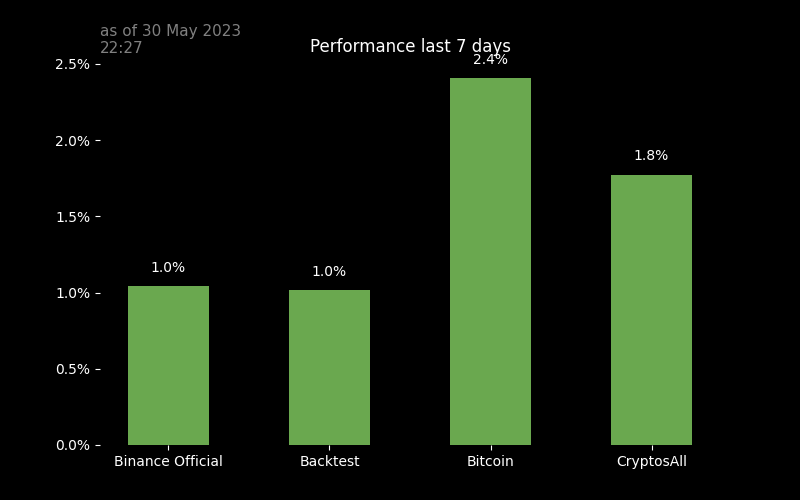 as of 30 May 2023
22:27
Performance last 7 days
2.5%
2.4%
2.0%
1.8%
1.5%
1.0%
1.0%
1.0%
0.5%
0.0%
Binance Official
Backtest
Bitcoin
CryptosAll